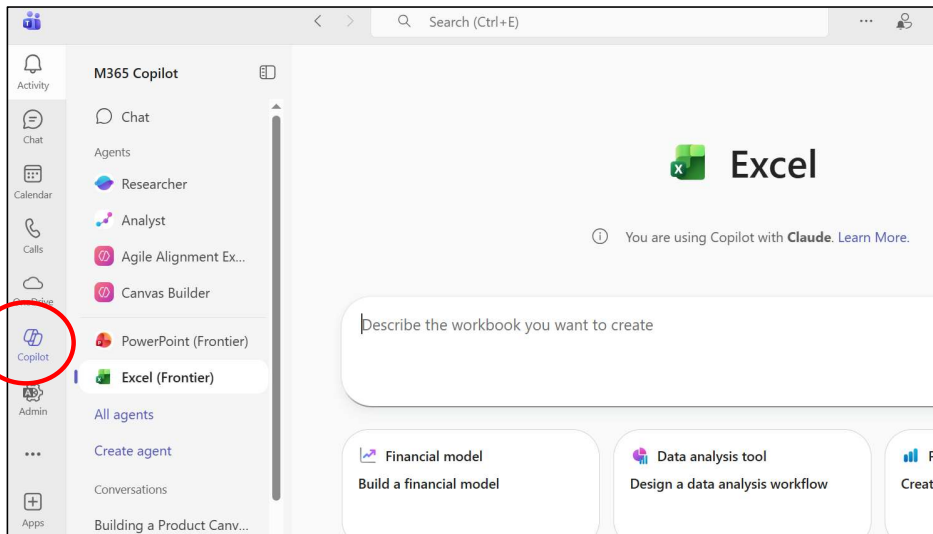 Search (Ctrl+E)
Activity
Chat
Calendar
Calls
OneDrive
Copilot
Admin
Apps
M365 Copilot
Chat
Agents
Researcher
Analyst
Agile Alignment Ex...
Canvas Builder
PowerPoint (Frontier)
Excel (Frontier)
All agents
Create agent
Conversations
Building a Product Canv...
Excel
You are using Copilot with Claude. Learn More.
Describe the workbook you want to create
Financial model
Build a financial model
Data analysis tool
Design a data analysis workflow
Creat